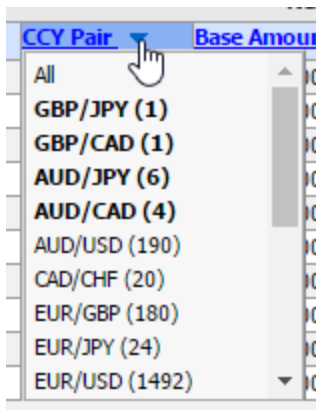 CCY Pair Base Amou
All
GBP/JPY (1)
GBP/CAD (1)
AUD/JPY (6)
AUD/CAD (4)
AUD/USD (190)
CAD/CHF (20)
EUR/GBP (180)
EUR/JPY (24)
EUR/USD (1492)